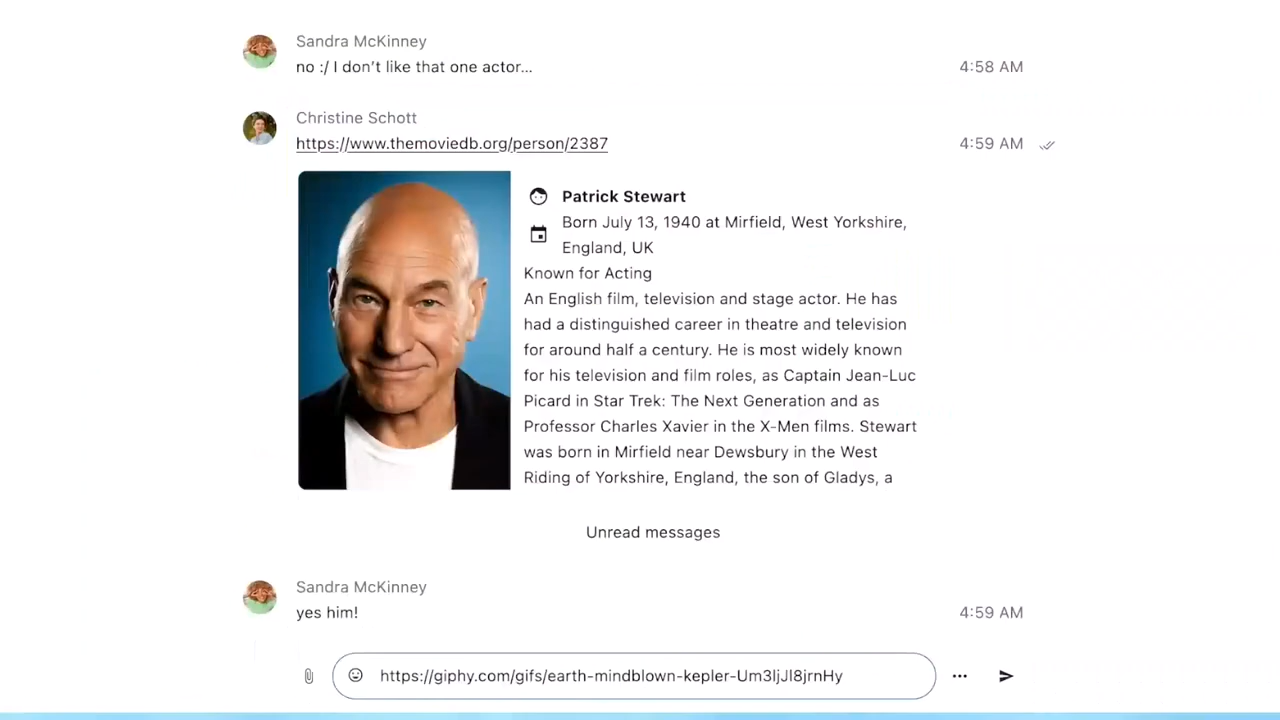 Sandra McKinney
no :/ I don't like that one actor...
4:58 AM
Christine Schott
https://www.themoviedb.org/person/2387
4:59 AM
Patrick Stewart
Born July 13, 1940 at Mirfield, West Yorkshire,
England, UK
Known for Acting
An English film, television and stage actor. He has
had a distinguished career in theatre and television
for around half a century. He is most widely known
for his television and film roles, as Captain Jean-Luc
Picard in Star Trek: The Next Generation and as
Professor Charles Xavier in the X-Men films. Stewart
was born in Mirfield near Dewsbury in the West
Riding of Yorkshire, England, the son of Gladys, a
Unread messages
Sandra McKinney
yes him!
4:59 AM
https://giphy.com/gifs/earth-mindblown-kepler-Um3ljJl8jrnHy